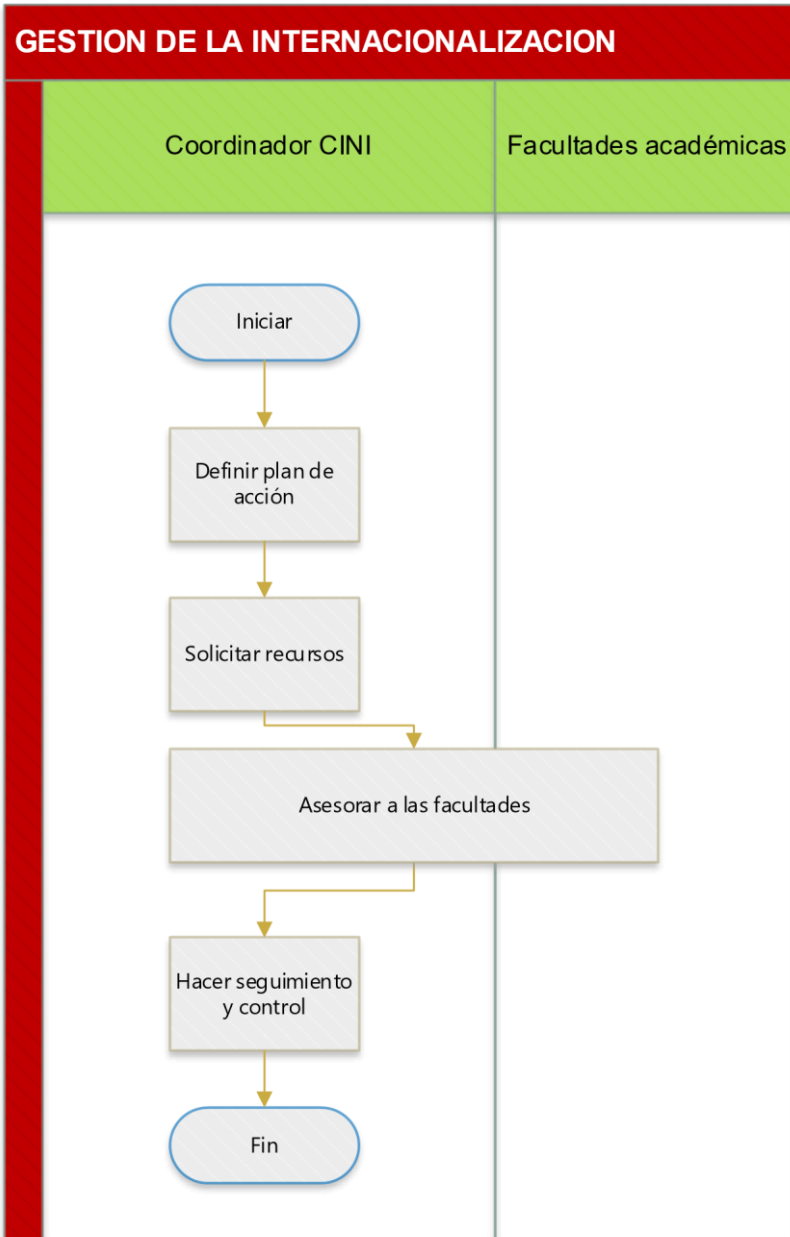 GESTION DE LA INTERNACIONALIZACION
Coordinador CINI
Facultades académicas
Iniciar
Definir plan de
acción
Solicitar recursos
Asesorar a las facultades
Hacer seguimiento
y control
Fin